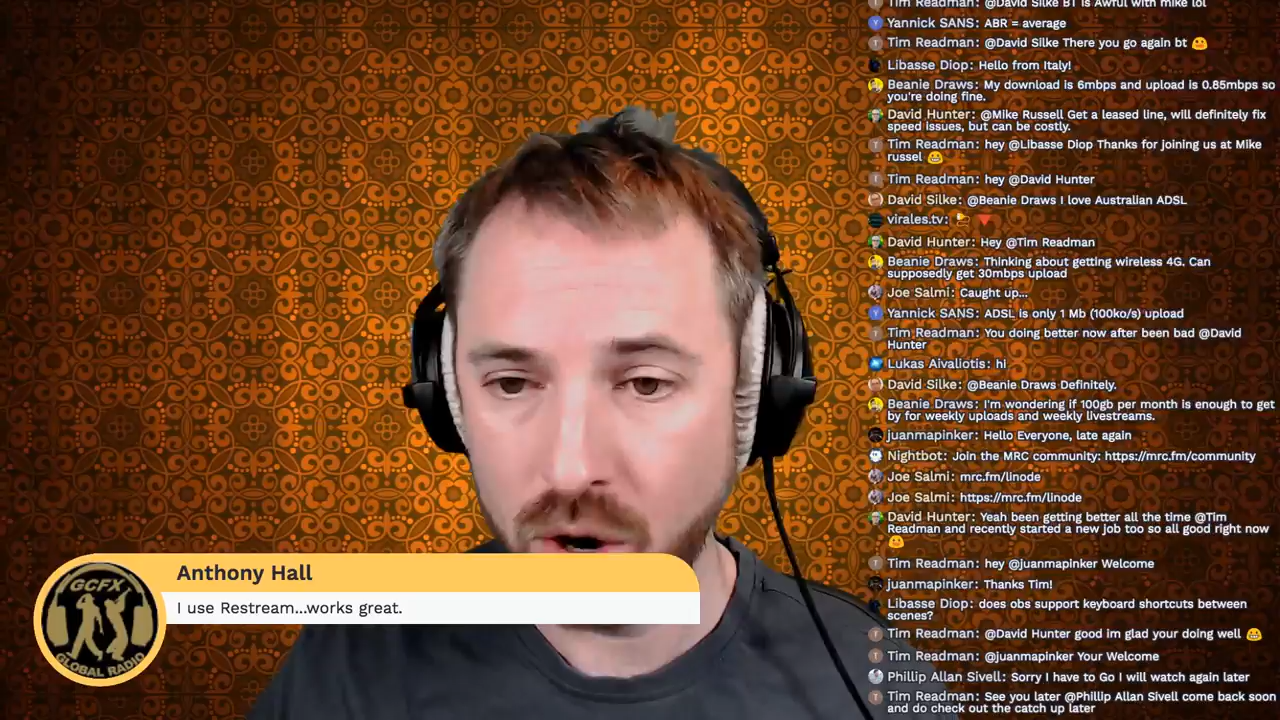 Tim Readman: @David Silke BT is Awful with mike lol
Y Yannick SANS: ABR = average
T Tim Readman: @David Silke There you go again bt
Libasse Diop: Hello from Italy!
Beanie Draws: My download is 6mbps and upload is 0.85mbps so
you're doing fine.
David Hunter: @Mike Russell Get a leased line, will definitely fix
speed issues, but can be costly.
T Tim Readman: hey @Libasse Diop Thanks for joining us at Mike
russel
T Tim Readman: hey @David Hunter
David Silke: @Beanie Draws I love Australian ADSL
virales.tv:
David Hunter: Hey @Tim Readman
Beanie Draws: Thinking about getting wireless 4G. Can
supposedly get 30mbps upload
Joe Salmi: Caught up...
Y Yannick SANS: ADSL is only 1 Mb (100ko/s) upload
T Tim Readman: You doing better now after been bad @David
Hunter
Lukas Aivaliotis: hi
David Silke: @Beanie Draws Definitely.
Beanie Draws: I'm wondering if 100gb per month is enough to get
by for weekly uploads and weekly livestreams.
juanmapinker: Hello Everyone, late again
Nightbot: Join the MRC community: https://mrc.fm/community
Joe Salmi: mrc.fm/linode
Joe Salmi: https://mrc.fm/linode
David Hunter: Yeah been getting better all the time @Tim
Readman and recently started a new job too so all good right now
T Tim Readman: hey @juanmapinker Welcome
juanmapinker: Thanks Tim!
Libasse Diop: does obs support keyboard shortcuts between
scenes?
T Tim Readman: @David Hunter good im glad your doing well
T Tim Readman: @juanmapinker Your Welcome
Phillip Allan Sivell: Sorry I have to Go I will watch again later
T Tim Readman: See you later @Phillip Allan Sivell come back soon
and do check out the catch up later
Anthony Hall
I use Restream...works great.
GCFX
GLOBAL RADIO